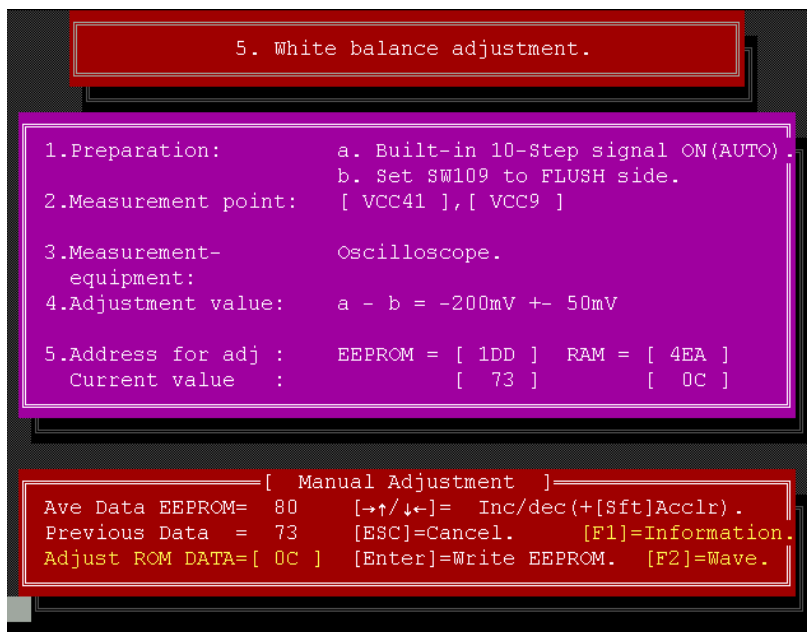 5. White balance adjustment.
1.Preparation: a. Built-in 10-Step signal ON(AUTO).
b. Set SW109 to FLUSH side.
2.Measurement point: [ VCC41 ],[ VCC9 ]
3.Measurement- Oscilloscope.
equipment:
4.Adjustment value: a - b = -200mV +- 50mV
5.Address for adj : EEPROM = [ 1DD ] RAM = [ 4EA ]
Current value : [ 73 ] [ 0C ]
[ Manual Adjustment ]
Ave Data EEPROM= 80 [→↑/↓←]= Inc/dec(+[Sft]Acclr).
Previous Data = 73 [ESC]=Cancel. [F1]=Information.
Adjust ROM DATA=[ 0C ] [Enter]=Write EEPROM. [F2]=Wave.